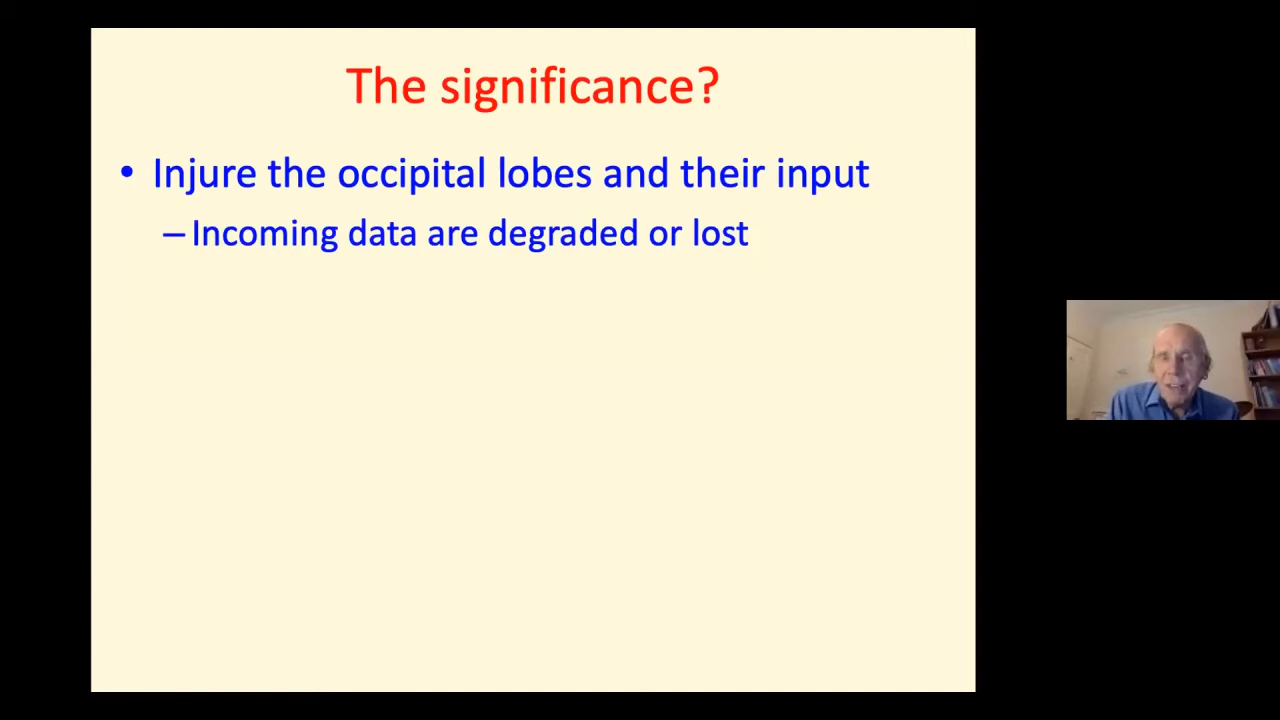 The significance?
• Injure the occipital lobes and their input
– Incoming data are degraded or lost